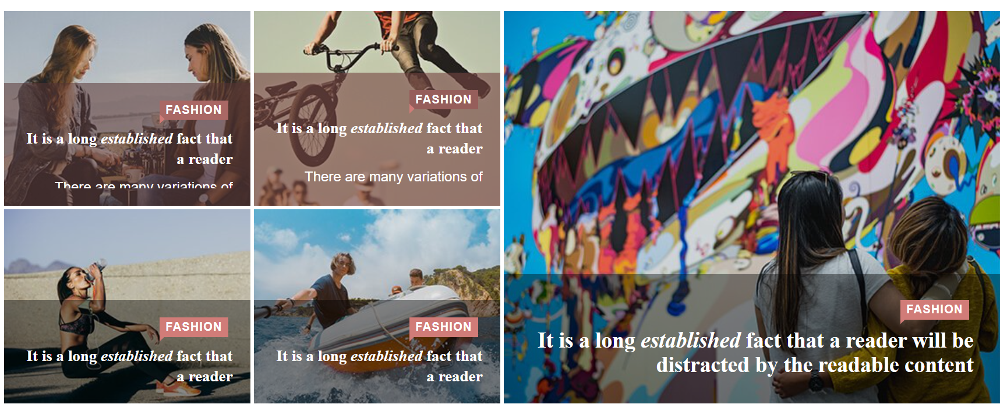 FASHION
It is a long established fact that
a reader
There are many variations of
FASHION
It is a long established fact that
a reader
There are many variations of
FASHION
It is a long established fact that
a reader
FASHION
It is a long established fact that
a reader
FASHION
It is a long established fact that a reader will be
distracted by the readable content